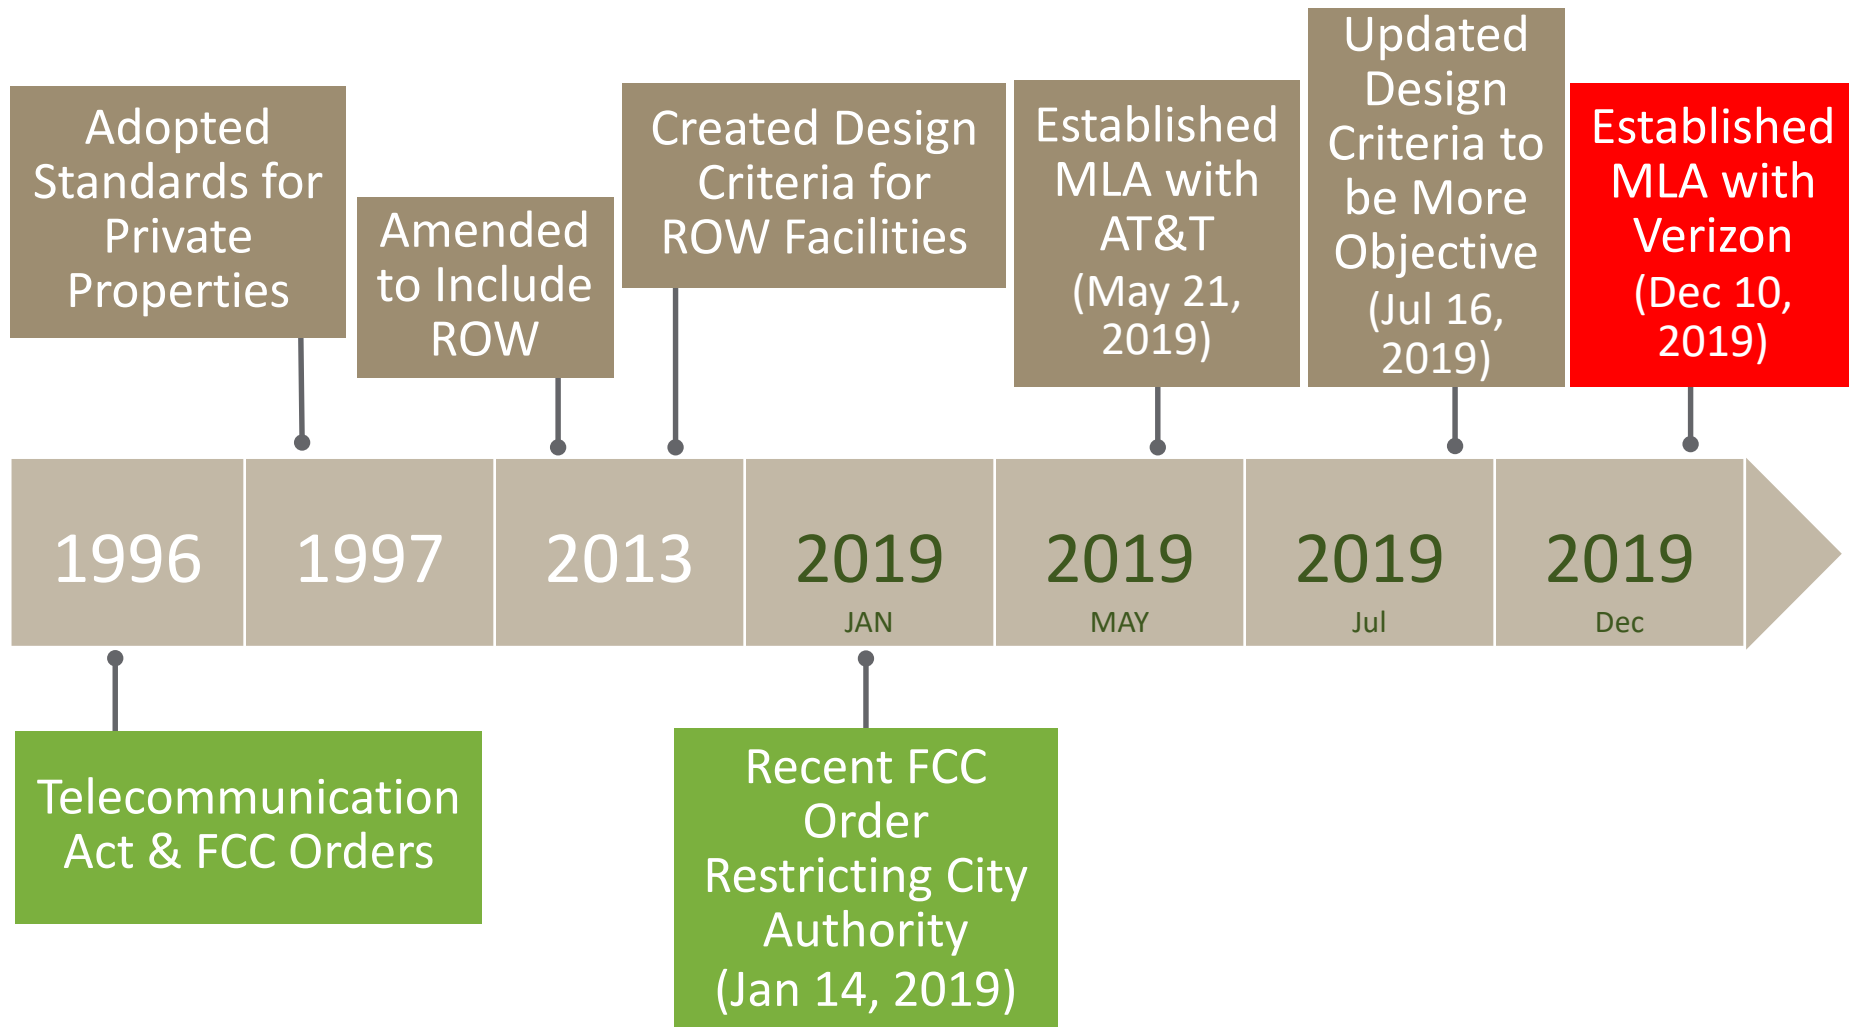 Adopted
Standards for
Private
Properties
Amended
to Include
ROW
Created Design
Criteria for
ROW Facilities
Established
MLA with
AT&T
(May 21,
2019)
Updated
Design
Criteria to
be More
Objective
(Jul 16,
2019)
Established
MLA with
Verizon
(Dec 10,
2019)
1996
1997
2013
2019
JAN
2019
MAY
2019
Jul
2019
Dec
Telecommunication
Act & FCC Orders
Recent FCC
Order
Restricting City
Authority
(Jan 14, 2019)